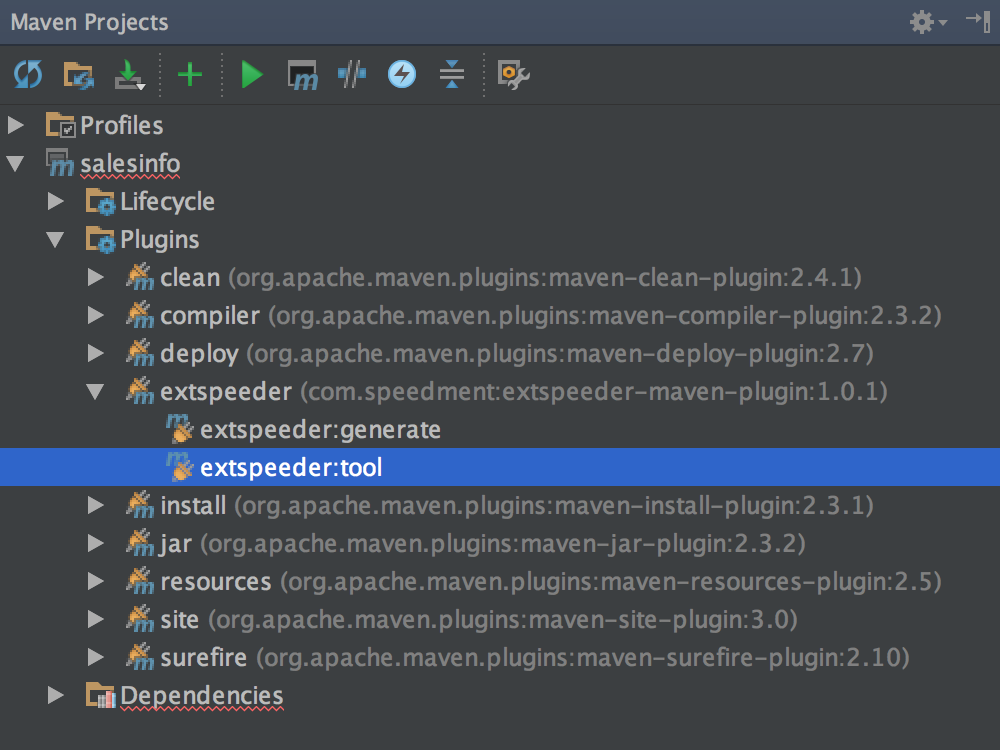 Maven Projects
Profiles
salesinfo
Lifecycle
Plugins
clean (org.apache.maven.plugins:maven-clean-plugin:2.4.1)
compiler (org.apache.maven.plugins:maven-compiler-plugin:2.3.2)
deploy (org.apache.maven.plugins:maven-deploy-plugin:2.7)
extspeeder (com.speedment:extspeeder-maven-plugin:1.0.1)
extspeeder:generate
extspeeder:tool
install (org.apache.maven.plugins:maven-install-plugin:2.3.1)
jar (org.apache.maven.plugins:maven-jar-plugin:2.3.2)
resources (org.apache.maven.plugins:maven-resources-plugin:2.5)
site (org.apache.maven.plugins:maven-site-plugin:3.0)
surefire (org.apache.maven.plugins:maven-surefire-plugin:2.10)
Dependencies